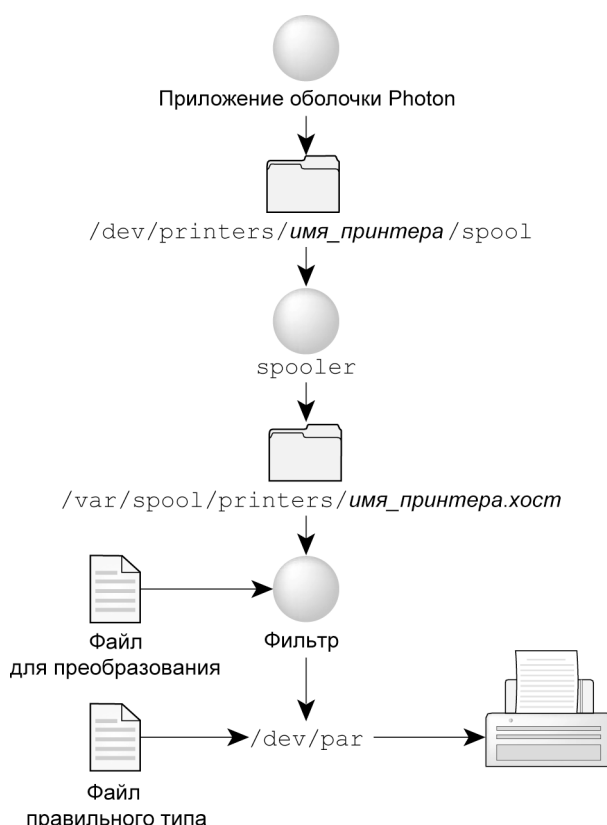 Приложение оболочки Photon
/dev/printers/имя_принтера/spool
spooler
/var/spool/printers/имя_принтера.хост
Файл
для преобразования
Фильтр
/dev/par
Файл
правильного типа